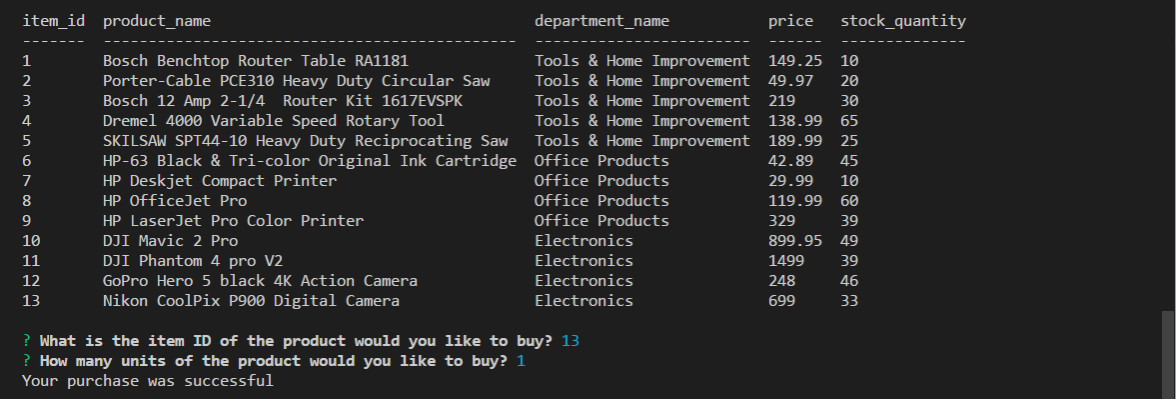 item_id  product_name                                    department_name           price   stock_quantity
-------  ----------------------------------------------  ------------------------  ------  --------------
1        Bosch Benchtop Router Table RA1181              Tools & Home Improvement  149.25  10
2        Porter-Cable PCE310 Heavy Duty Circular Saw     Tools & Home Improvement  49.97   20
3        Bosch 12 Amp 2-1/4  Router Kit 1617EVSPK        Tools & Home Improvement  219     30
4        Dremel 4000 Variable Speed Rotary Tool          Tools & Home Improvement  138.99  65
5        SKILSAW SPT44-10 Heavy Duty Reciprocating Saw   Tools & Home Improvement  189.99  25
6        HP-63 Black & Tri-color Original Ink Cartridge  Office Products           42.89   45
7        HP Deskjet Compact Printer                      Office Products           29.99   10
8        HP OfficeJet Pro                                Office Products           119.99  60
9        HP LaserJet Pro Color Printer                   Office Products           329     39
10       DJI Mavic 2 Pro                                 Electronics               899.95  49
11       DJI Phantom 4 pro V2                            Electronics               1499    39
12       GoPro Hero 5 black 4K Action Camera             Electronics               248     46
13       Nikon CoolPix P900 Digital Camera               Electronics               699     33
? What is the item ID of the product would you like to buy? 13
? How many units of the product would you like to buy? 1
Your purchase was successful